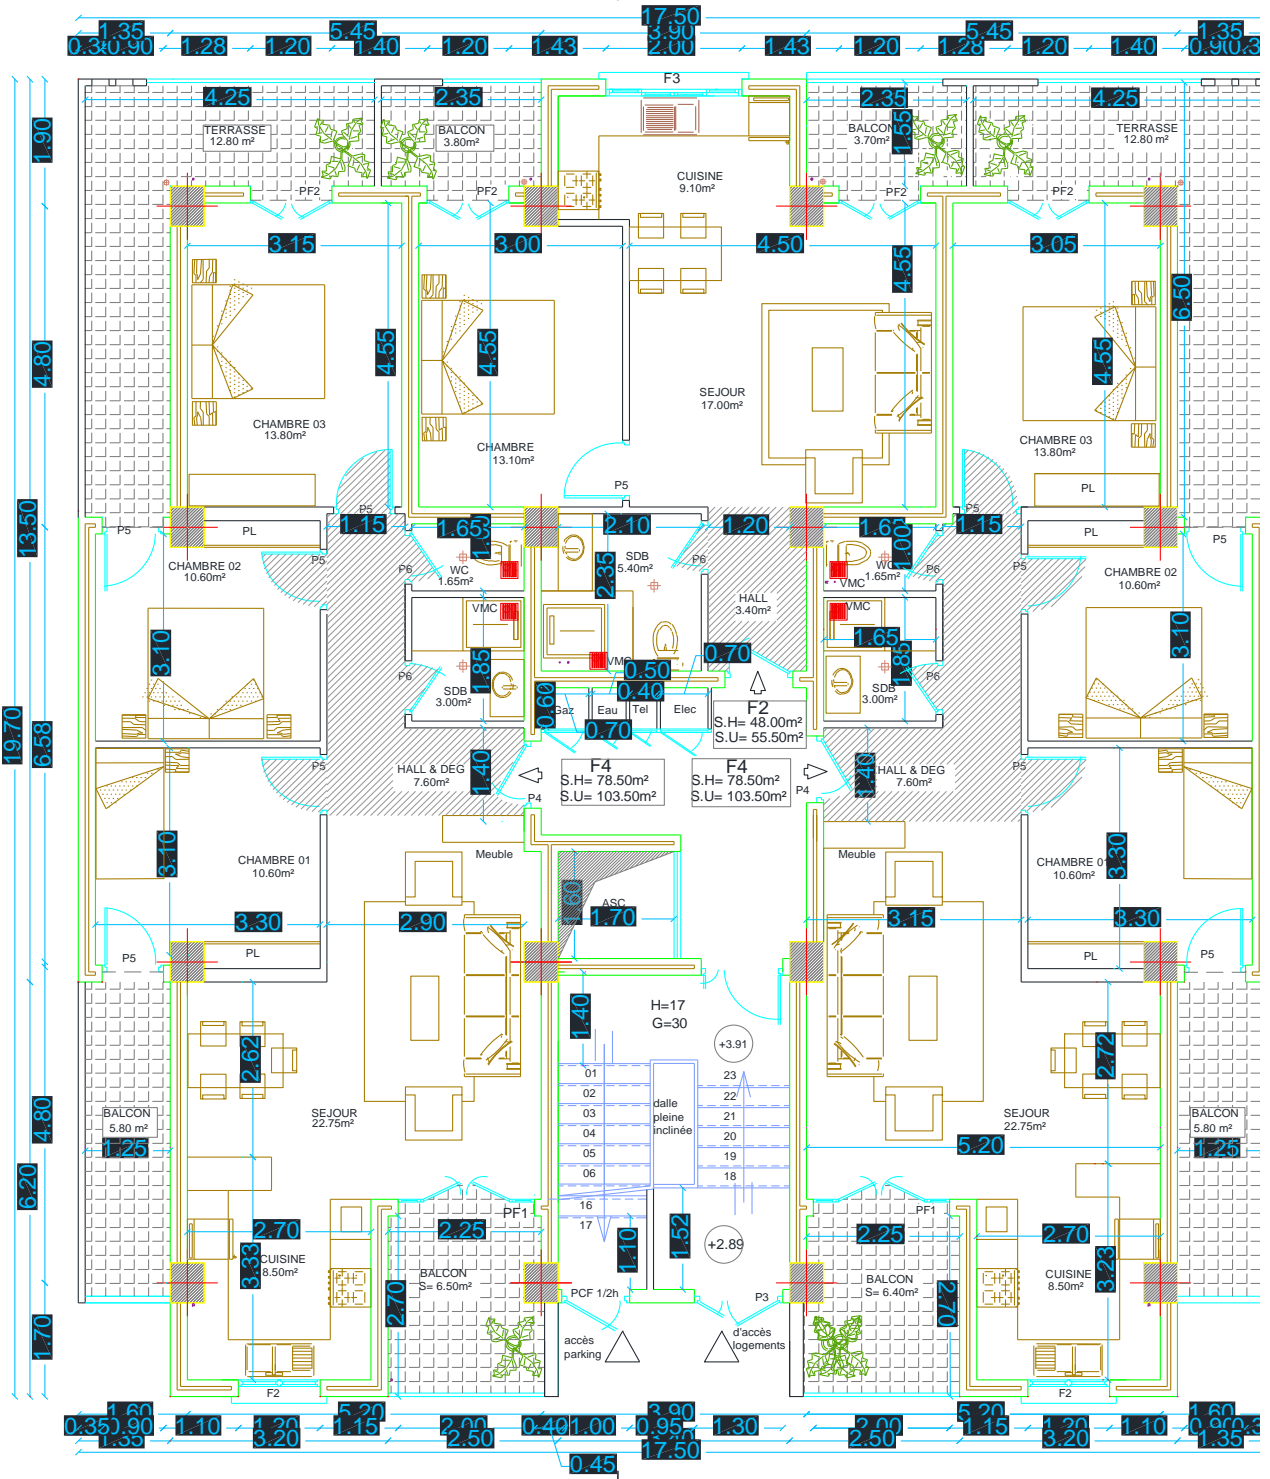 17.50
1.35
5.45
3.90
5.45
1.35
0.90
1.28
1.20
1.40
1.20
1.43
2.00
1.43
1.20
1.28
1.20
1.40
F3
4.25
2.35
2.35
4.25
TERRASSE
12.80 m²
BALCON
3.80m²
BALCON
3.70m²
1.55
TERRASSE
12.80 m²
1.90
CUISINE
9.10m²
PF2
PF2
PF2
PF2
3.15
3.00
4.50
3.05
4.55
6.50
4.80
4.55
4.55
4.55
SEJOUR
17.00m²
CHAMBRE 03
13.80m²
CHAMBRE
13.10m²
CHAMBRE 03
13.80m²
P5
PL
P5
P5
13.50
P5
PL
1.15
1.65
2.10
1.20
1.65
1.15
PL
P5
CHAMBRE 02
10.60m²
P5
P6
WC
1.65m²
SDB
5.40m²
2.35
P6
1.00
WC
1.65m²
VMC
P6
P5
CHAMBRE 02
10.60m²
VMC
HALL
3.40m²
VMC
3.10
1.65
3.10
1.85
P6
SDB
3.00m²
VMC
0.50
0.70
0.40
1.85
SDB
3.00m²
P6
0.60
Gaz
Eau
Tel
Elec
0.70
F2
S.H= 48.00m²
S.U= 55.50m²
19.70
6.58
P5
HALL & DEG
7.60m²
1.40
P4
F4
S.H= 78.50m²
S.U= 103.50m²
F4
S.H= 78.50m²
S.U= 103.50m²
P4
1.40
HALL & DEG
7.60m²
P5
3.10
CHAMBRE 01
10.60m²
Meuble
Meuble
3.30
CHAMBRE 01
10.60m²
1.60
ASC
1.70
3.30
2.90
3.15
3.30
P5
PL
PL
P5
1.40
H=17
G=30
+3.91
2.62
2.72
01
02
03
04
05
06
16
17
dalle
pleine
inclinée
23
22
21
20
19
18
4.80
BALCON
5.80 m²
1.25
SEJOUR
22.75m²
SEJOUR
22.75m²
5.20
BALCON
5.80 m²
1.25
6.20
PF1
PF1
2.70
2.25
1.10
1.52
+2.89
2.25
2.70
3.33
CUISINE
8.50m²
BALCON
S= 6.50m²
2.70
BALCON
S= 6.40m²
2.70
CUISINE
8.50m²
3.23
PCF 1/2h
P3
1.70
accès
parking
d'accès
logements
F2
F2
1.60
5.20
3.90
5.20
1.60
0.35
0.90
1.10
1.20
1.15
2.00
0.40
1.00
0.95
1.30
2.00
1.15
1.20
1.10
1.35
3.20
2.50
2.50
3.20
1.35
17.50
0.45